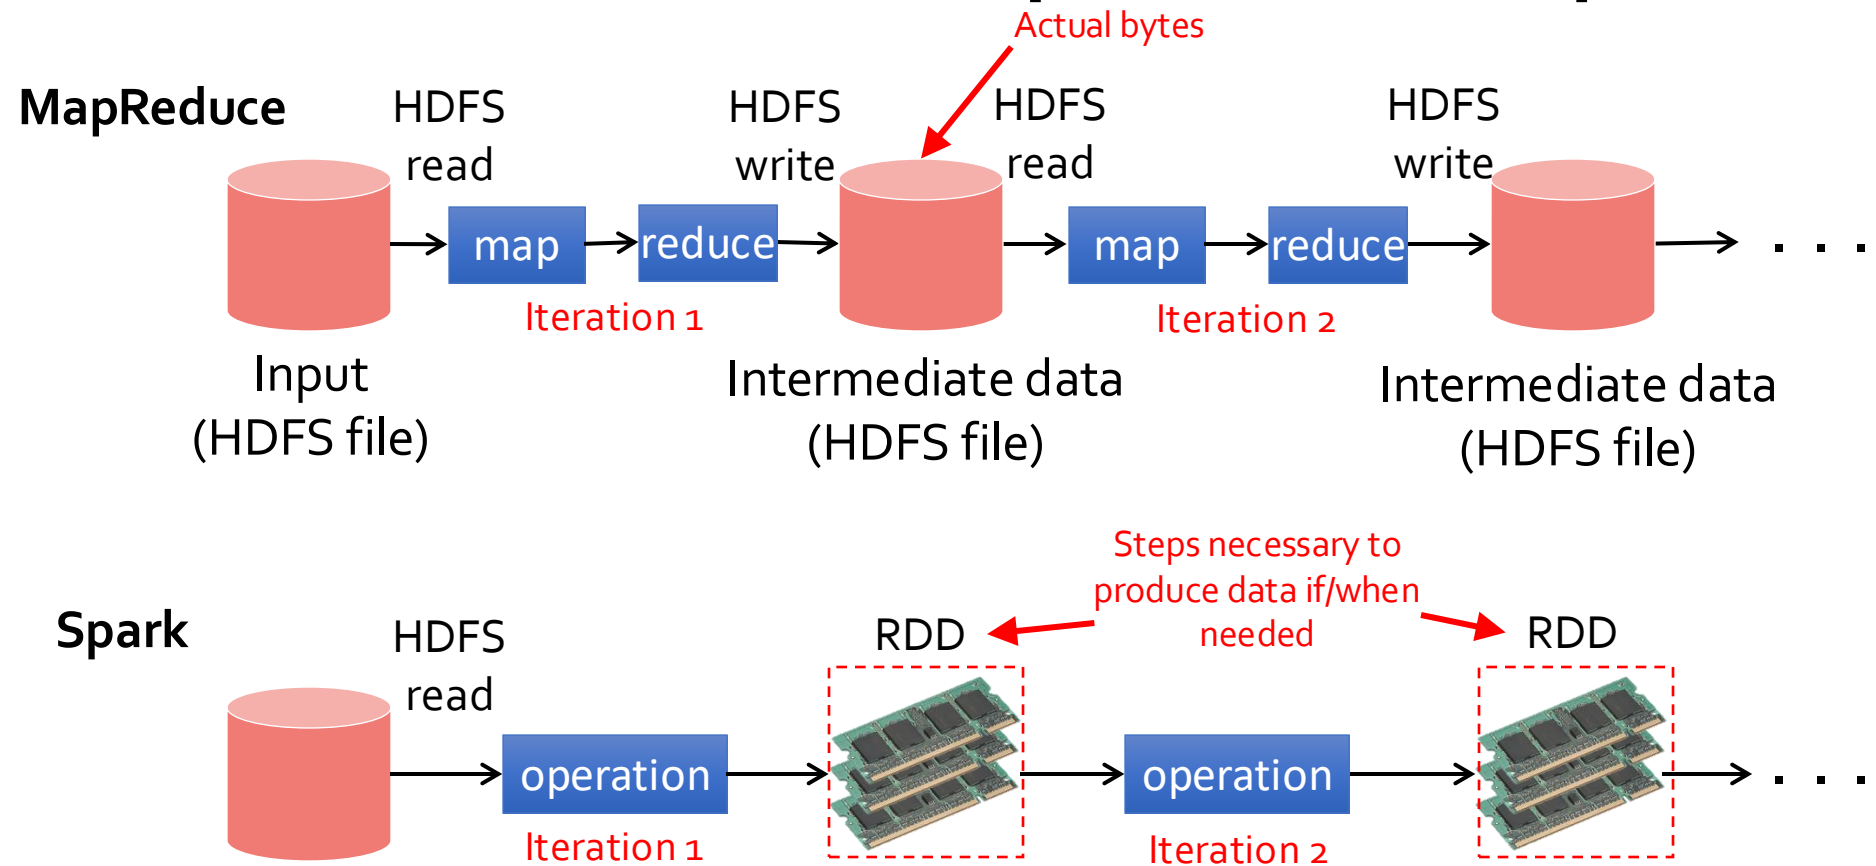 Actual bytes
MapReduce
HDFS
read
HDFS
write
HDFS
read
HDFS
write
map
reduce
map
reduce
. . .
Iteration 1
Iteration 2
Input
(HDFS file)
Intermediate data
(HDFS file)
Intermediate data
(HDFS file)
Steps necessary to
produce data if/when
needed
Spark
HDFS
read
RDD
RDD
operation
operation
. . .
Iteration 1
Iteration 2